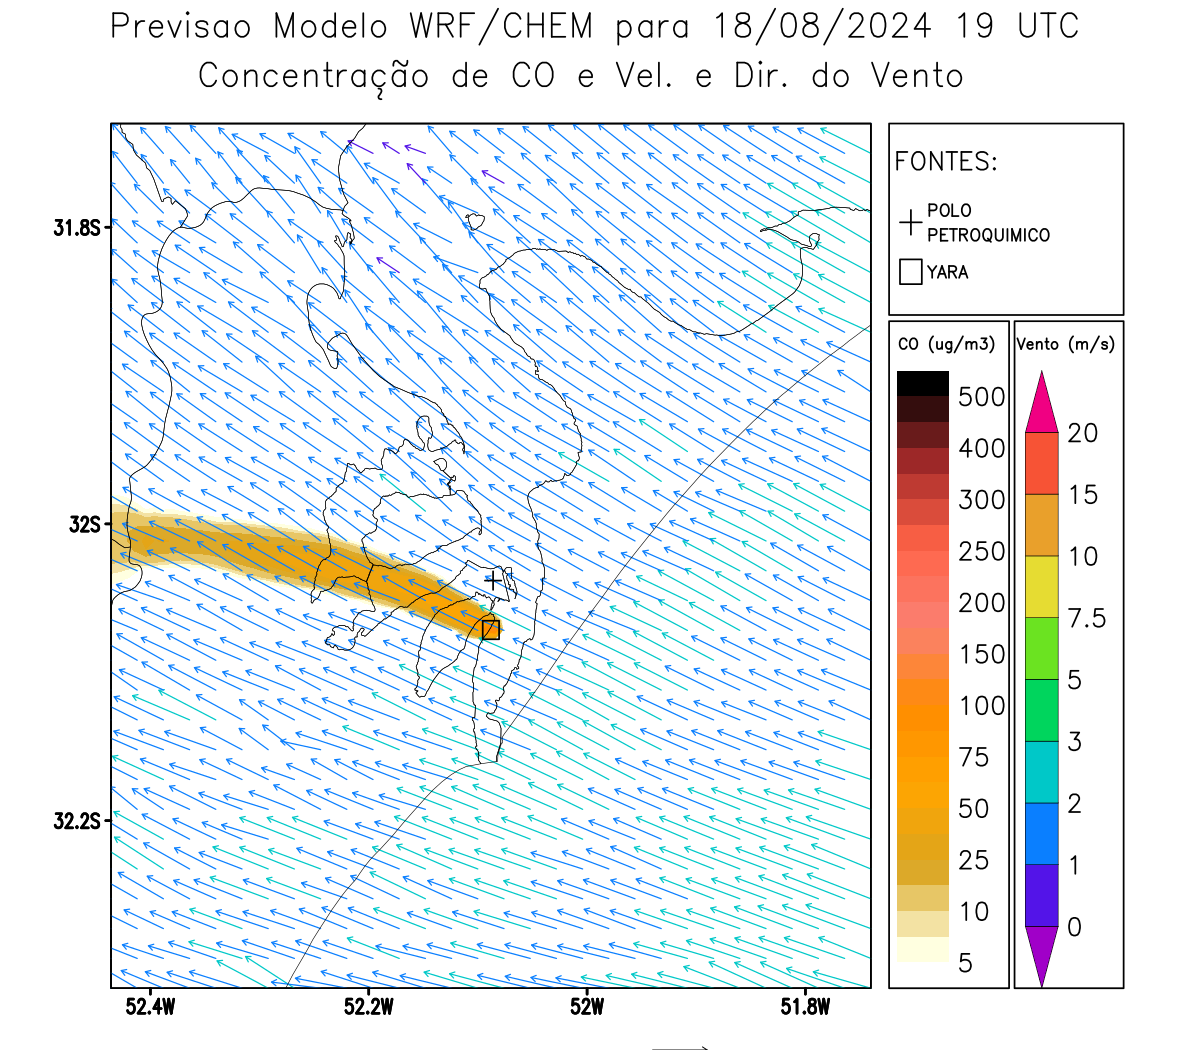 Previsao Modelo WRF/CHEM para 18/08/2024 19 UTC
Concentração de CO e Vel. e Dir. do Vento
FONTES:
POLO
PETROQUIMICO
YARA
CO (ug/m3)
500
400
300
250
200
150
100
75
50
25
10
5
Vento (m/s)
20
15
10
7.5
5
3
2
1
0
31.8S
32S
32.2S
52.4W
52.2W
52W
51.8W